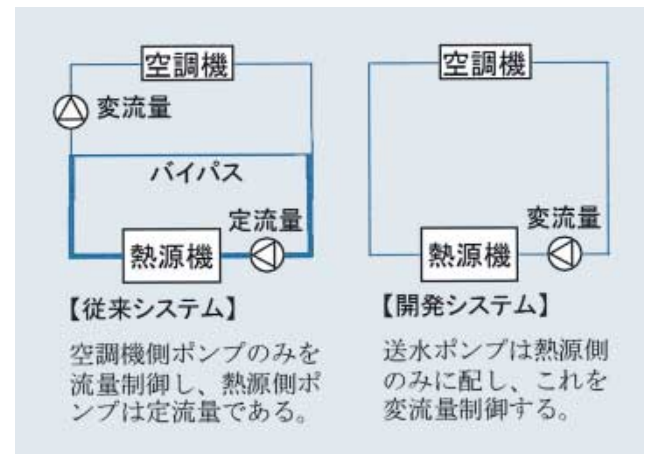 空調機
変流量
バイパス
定流量
熱源機
【従来システム】
空調機側ポンプのみを
流量制御し、熱源側ポ
ンプは定流量である。
空調機
変流量
熱源機
【開発システム】
送水ポンプは熱源側
のみに配し、これを
変流量制御する。